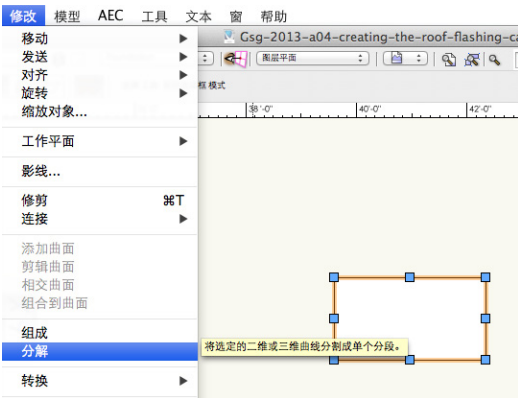 修改 模型 AEC 工具 文本 窗 帮助
移动
Gsg-2013-a04-creating-the-roof-flashing-ca
发送
图层平面
对齐
旋转
框模式
缩放对象...
38'-0" 40'-0" 42'-0"
工作平面
影线...
修剪 ⌘T
连接
添加曲面
剪辑曲面
相交曲面
组合到曲面
组成
分解
将选定的二维或三维曲线分割成单个分段。
转换